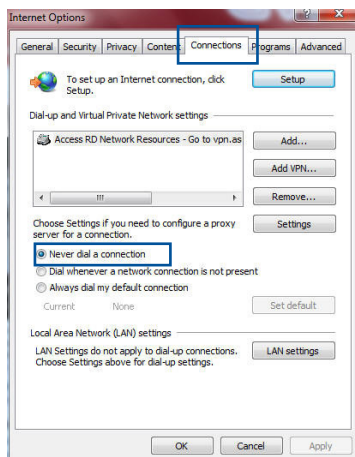 Internet Options
General Security Privacy Content Connections Programs Advanced
To set up an Internet connection, click
Setup.
Setup
Dial-up and Virtual Private Network settings
Access RD Network Resources - Go to vpn.as
Add...
Add VPN...
Remove...
Choose Settings if you need to configure a proxy
server for a connection.
Settings
Never dial a connection
Dial whenever a network connection is not present
Always dial my default connection
Current None
Set default
Local Area Network (LAN) settings
LAN Settings do not apply to dial-up connections.
Choose Settings above for dial-up settings.
LAN settings
OK Cancel Apply